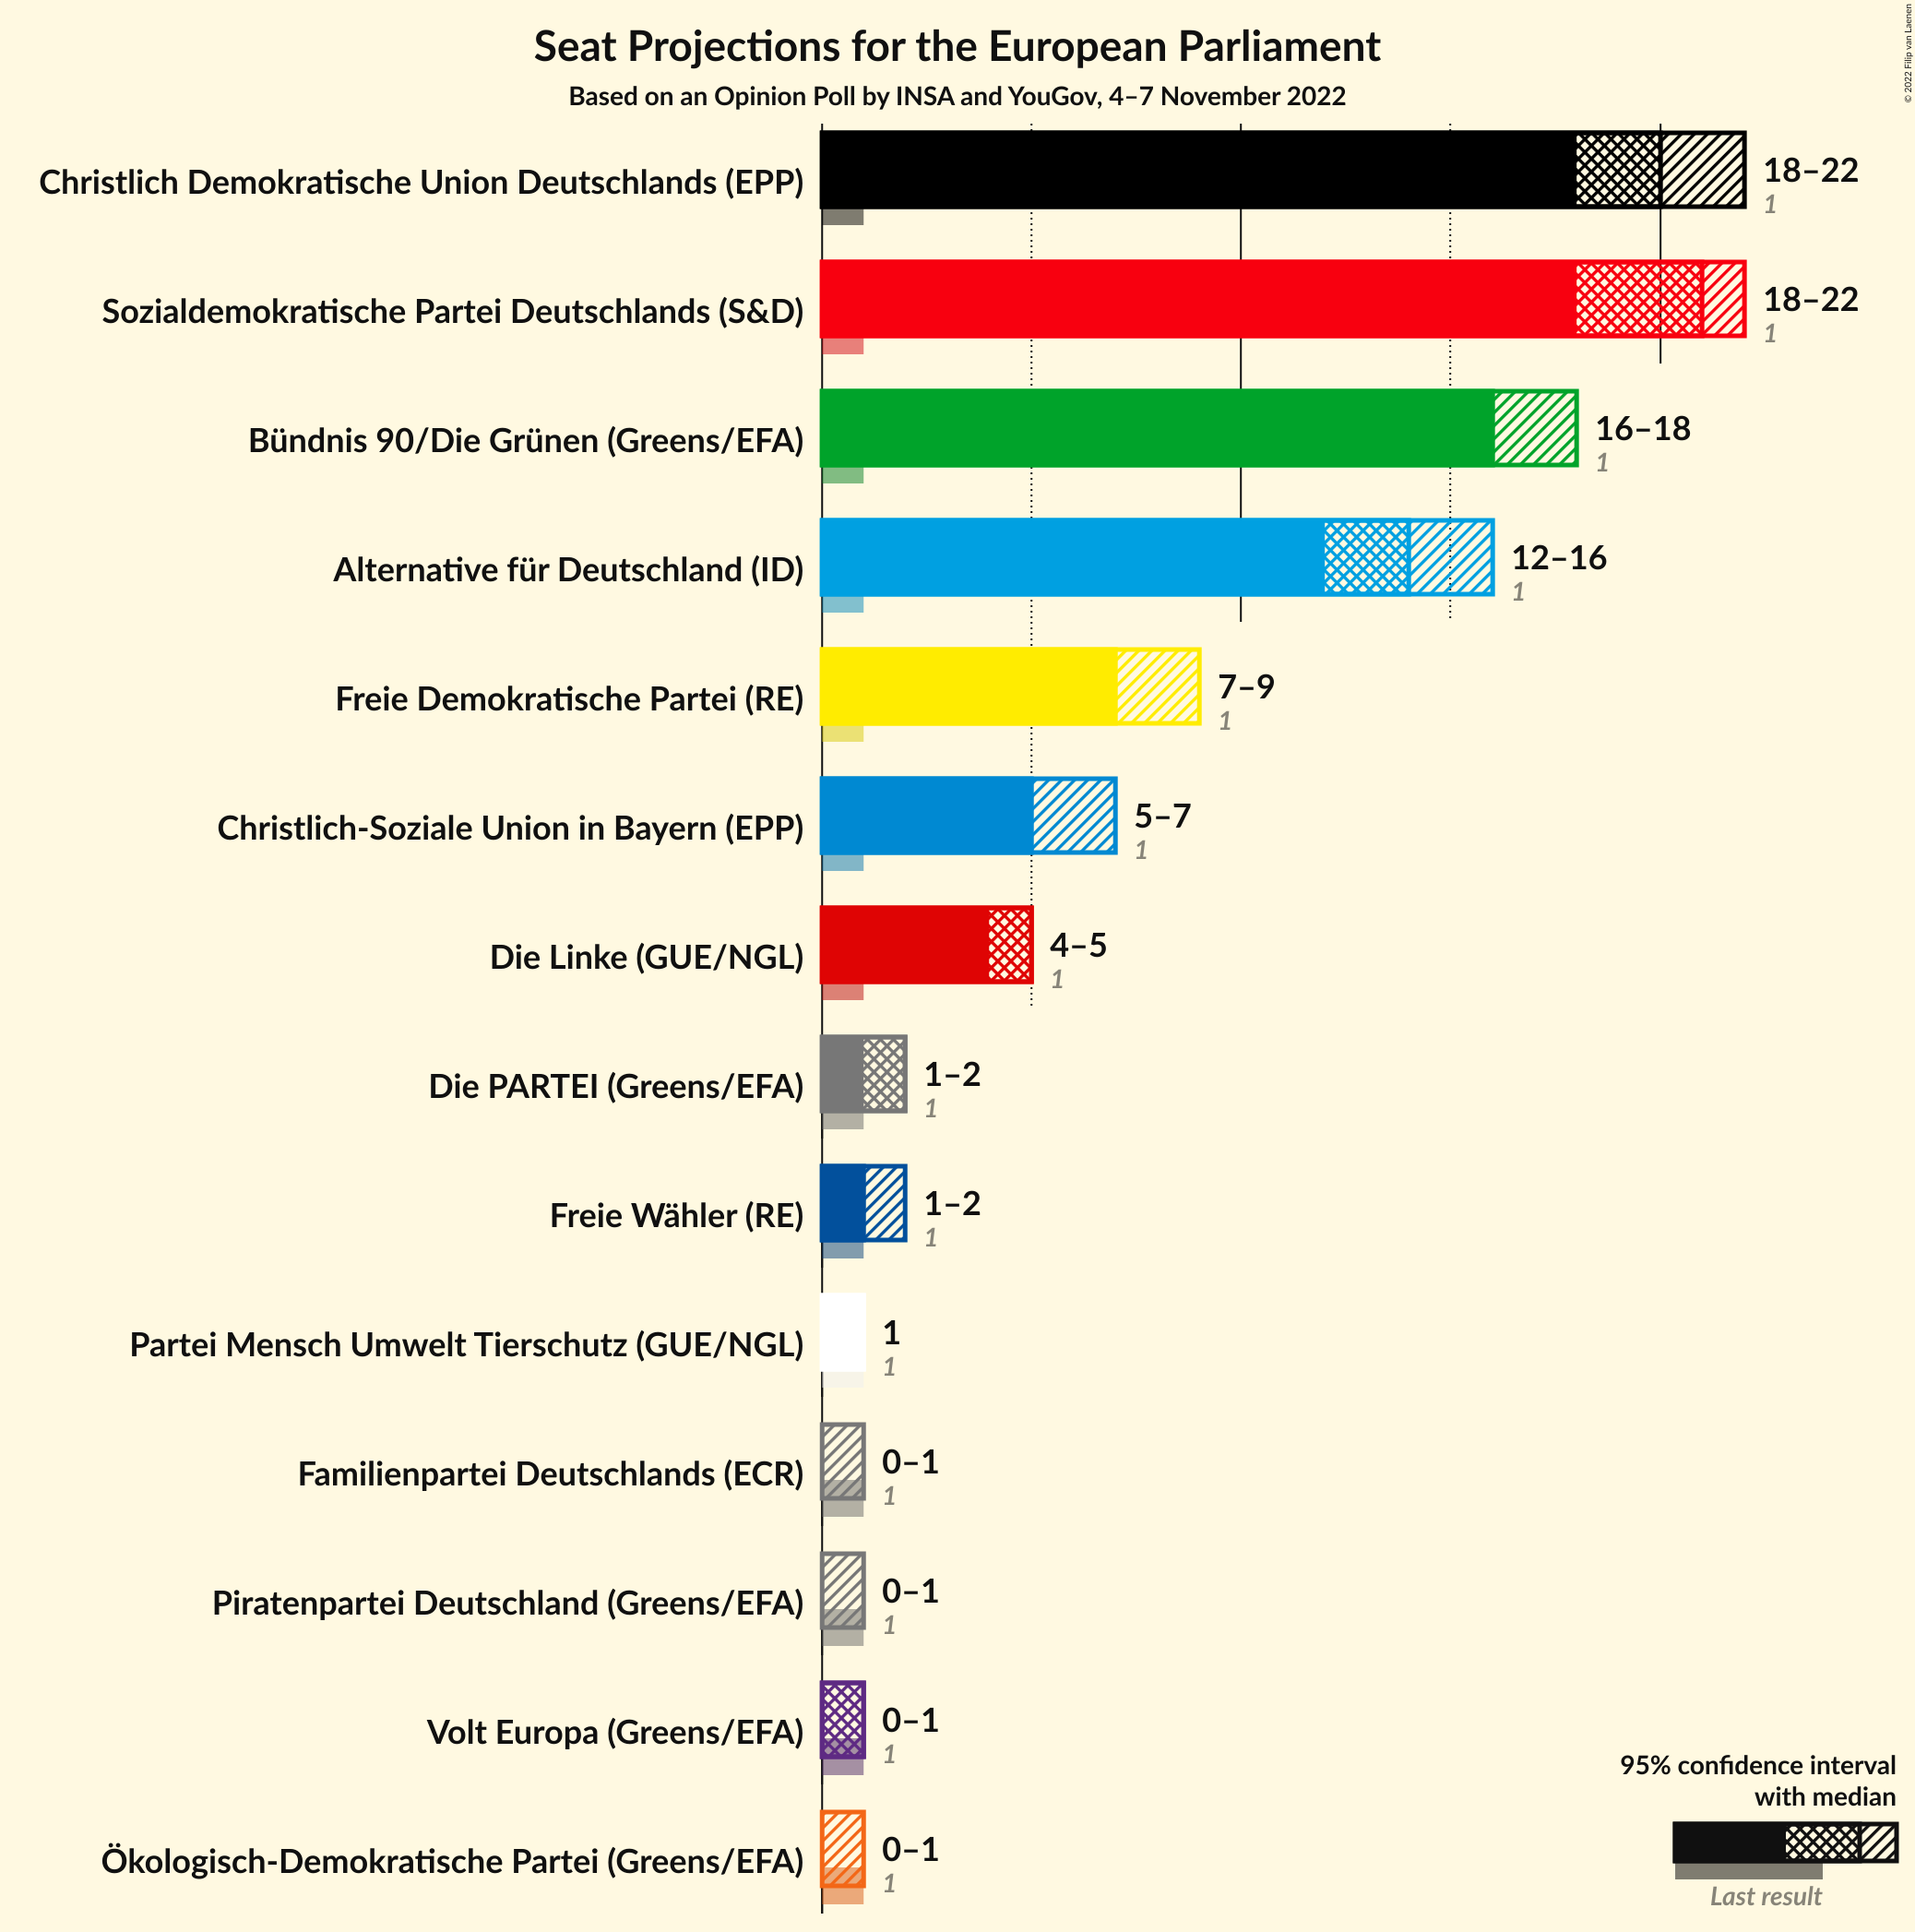 Seat Projections for the European Parliament
Based on an Opinion Poll by INSA and YouGov, 4–7 November 2022
© 2022 Filip van Laenen
Christlich Demokratische Union Deutschlands (EPP)
18–22
1
Sozialdemokratische Partei Deutschlands (S&D)
18–22
1
Bündnis 90/Die Grünen (Greens/EFA)
16–18
1
Alternative für Deutschland (ID)
12–16
1
Freie Demokratische Partei (RE)
7–9
1
Christlich-Soziale Union in Bayern (EPP)
5–7
1
Die Linke (GUE/NGL)
4–5
1
Die PARTEI (Greens/EFA)
1–2
1
Freie Wähler (RE)
1–2
1
Partei Mensch Umwelt Tierschutz (GUE/NGL)
1
1
Familienpartei Deutschlands (ECR)
0–1
1
Piratenpartei Deutschland (Greens/EFA)
0–1
1
Volt Europa (Greens/EFA)
0–1
1
Ökologisch-Demokratische Partei (Greens/EFA)
0–1
1
95% confidence interval
with median
Last result